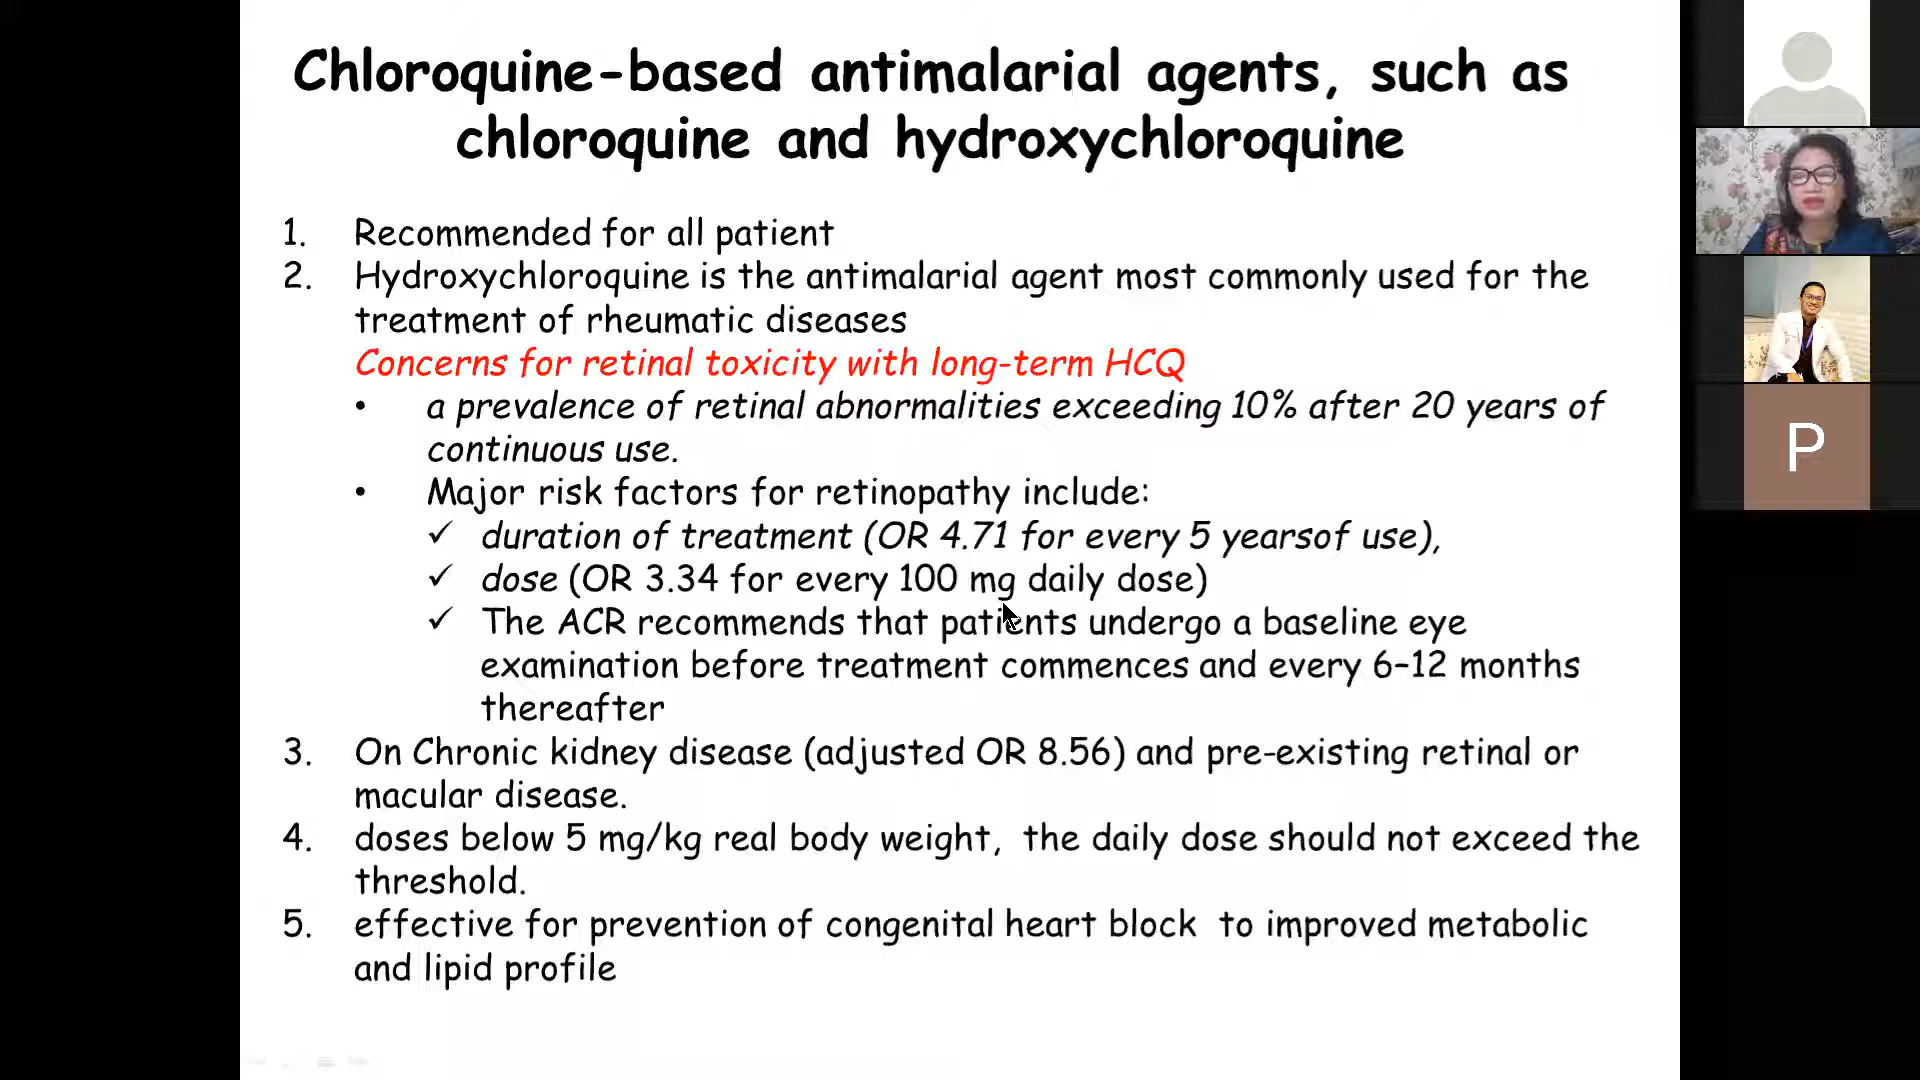 Chloroquine-based antimalarial agents, such as
chloroquine and hydroxychloroquine
1. Recommended for all patient
2. Hydroxychloroquine is the antimalarial agent most commonly used for the
treatment of rheumatic diseases
Concerns for retinal toxicity with long-term HCQ
• a prevalence of retinal abnormalities exceeding 10% after 20 years of
continuous use.
• Major risk factors for retinopathy include:
✓ duration of treatment (OR 4.71 for every 5 yearsof use),
✓ dose (OR 3.34 for every 100 mg daily dose)
✓ The ACR recommends that patients undergo a baseline eye
examination before treatment commences and every 6–12 months
thereafter
3. On Chronic kidney disease (adjusted OR 8.56) and pre-existing retinal or
macular disease.
4. doses below 5 mg/kg real body weight, the daily dose should not exceed the
threshold.
5. effective for prevention of congenital heart block to improved metabolic
and lipid profile
P